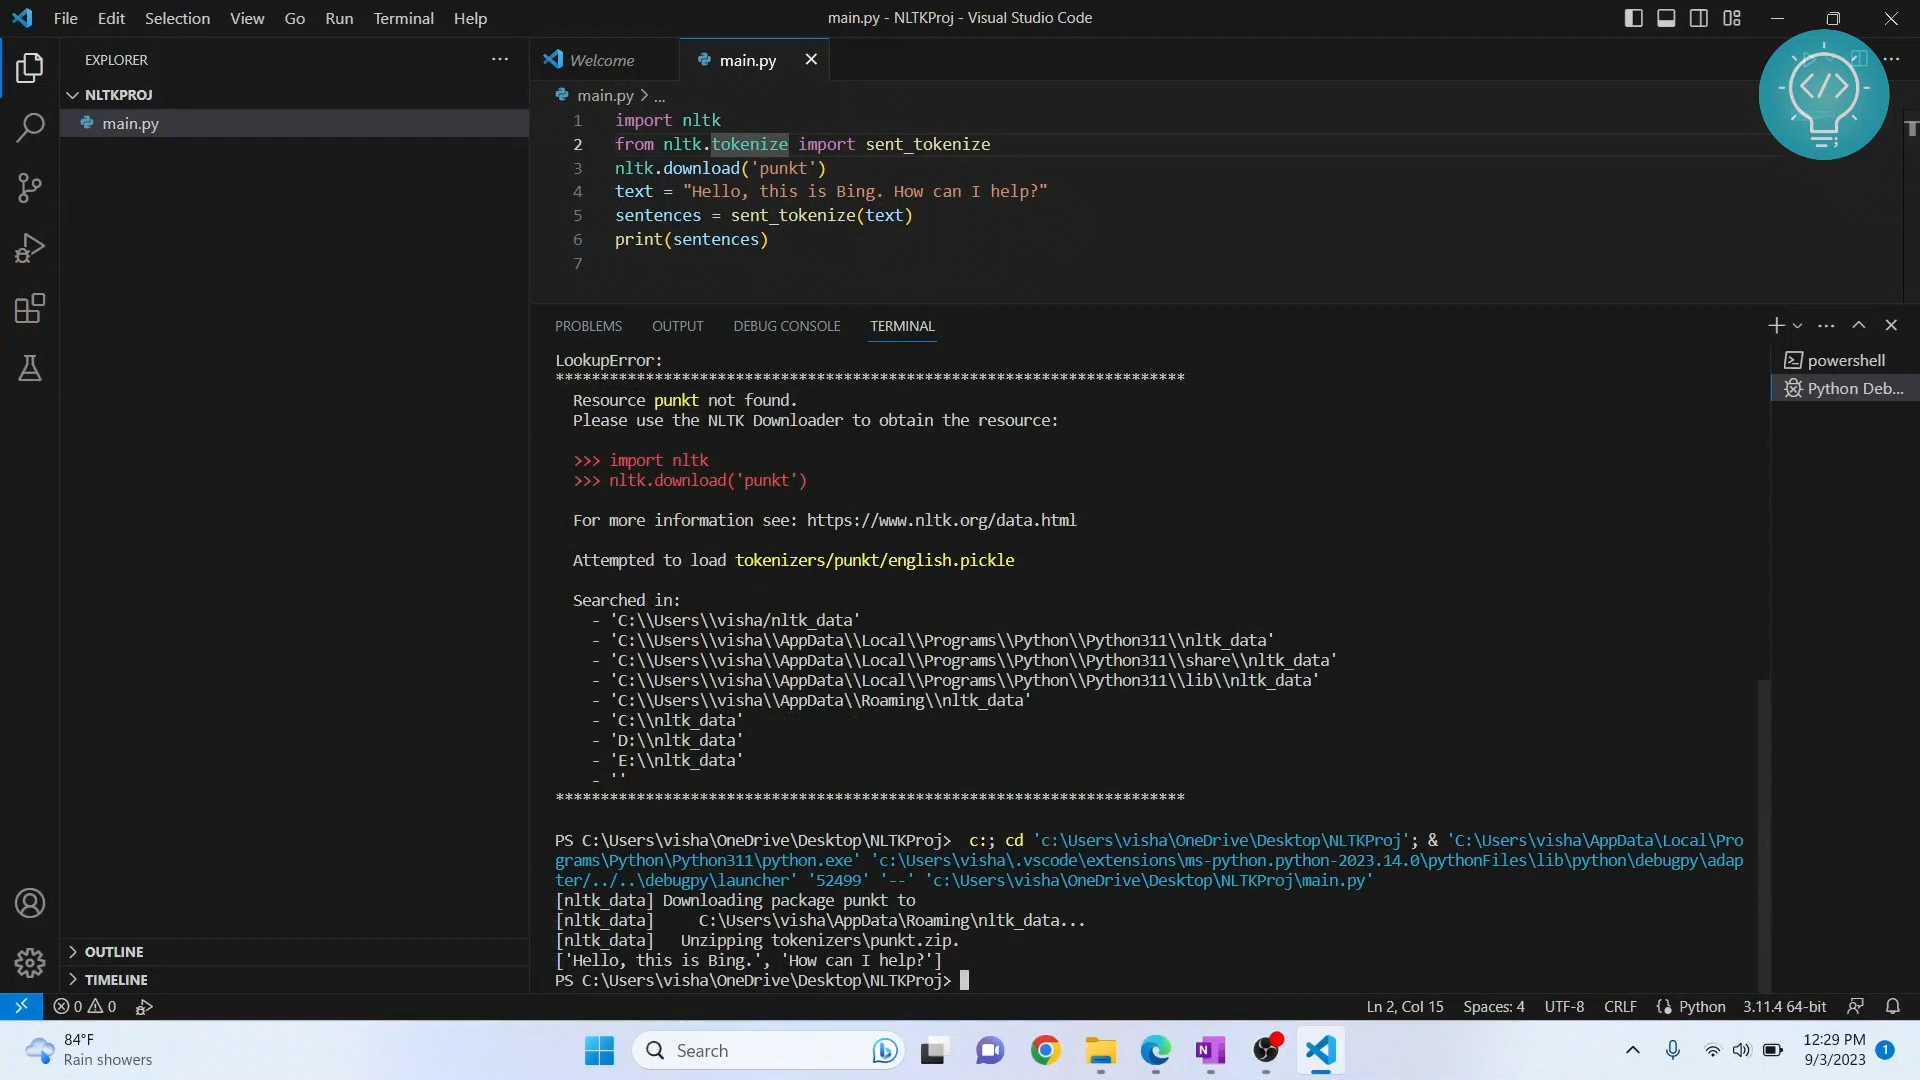 File Edit Selection View Go Run Terminal Help
main.py - NLTKProj - Visual Studio Code
EXPLORER
NLTKPROJ
main.py
OUTLINE
TIMELINE
Welcome
main.py
main.py > ...
1 import nltk
2 from nltk.tokenize import sent_tokenize
3 nltk.download('punkt')
4 text = "Hello, this is Bing. How can I help?"
5 sentences = sent_tokenize(text)
6 print(sentences)
7
PROBLEMS OUTPUT DEBUG CONSOLE TERMINAL
powershell
Python Deb...
LookupError:
**********************************************************************
Resource punkt not found.
Please use the NLTK Downloader to obtain the resource:
>>> import nltk
>>> nltk.download('punkt')
For more information see: https://www.nltk.org/data.html
Attempted to load tokenizers/punkt/english.pickle
Searched in:
- 'C:\\Users\\visha/nltk_data'
- 'C:\\Users\\visha\\AppData\\Local\\Programs\\Python\\Python311\\nltk_data'
- 'C:\\Users\\visha\\AppData\\Local\\Programs\\Python\\Python311\\share\\nltk_data'
- 'C:\\Users\\visha\\AppData\\Local\\Programs\\Python\\Python311\\lib\\nltk_data'
- 'C:\\Users\\visha\\AppData\\Roaming\\nltk_data'
- 'C:\\nltk_data'
- 'D:\\nltk_data'
- 'E:\\nltk_data'
- ''
**********************************************************************
PS C:\Users\visha\OneDrive\Desktop\NLTKProj>  c:; cd 'c:\Users\visha\OneDrive\Desktop\NLTKProj'; & 'C:\Users\visha\AppData\Local\Pro
grams\Python\Python311\python.exe' 'c:\Users\visha\.vscode\extensions\ms-python.python-2023.14.0\pythonFiles\lib\python\debugpy\adap
ter/../..\debugpy\launcher' '52499' '--' 'c:\Users\visha\OneDrive\Desktop\NLTKProj\main.py'
[nltk_data] Downloading package punkt to
[nltk_data]     C:\Users\visha\AppData\Roaming\nltk_data...
[nltk_data]   Unzipping tokenizers\punkt.zip.
['Hello, this is Bing.', 'How can I help?']
PS C:\Users\visha\OneDrive\Desktop\NLTKProj>
0 0
Ln 2, Col 15 Spaces: 4 UTF-8 CRLF {} Python 3.11.4 64-bit
84°F
Rain showers
Search
12:29 PM
9/3/2023
1